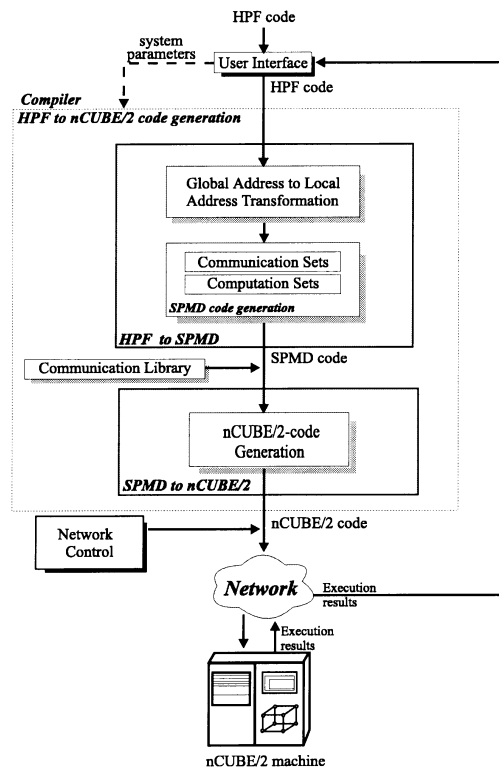 HPF code
system
parameters
User Interface
HPF code
Compiler
HPF to nCUBE/2 code generation
Global Address to Local
Address Transformation
Communication Sets
Computation Sets
SPMD code generation
HPF to SPMD
SPMD code
Communication Library
nCUBE/2-code
Generation
SPMD to nCUBE/2
nCUBE/2 code
Network
Control
Network
Execution
results
Execution
results
nCUBE/2 machine